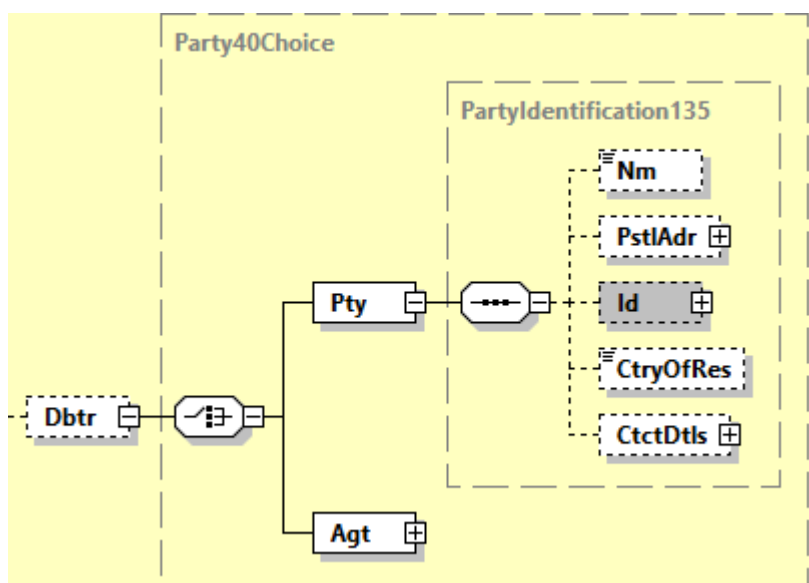 Party40Choice
PartyIdentification135
Nm
PstlAdr
Pty
Id
CtryOfRes
Dbtr
CtctDtls
Agt